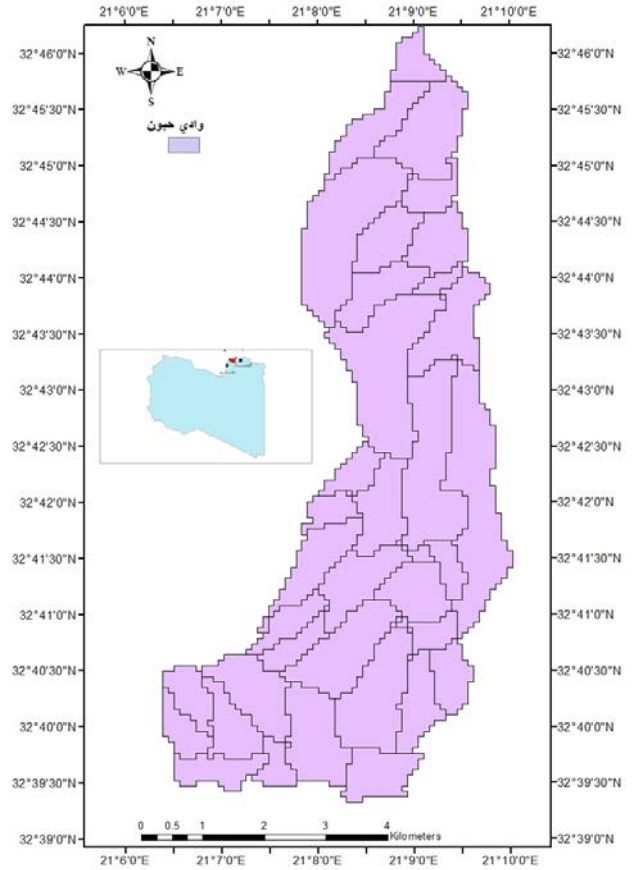 21°6'0"E 21°7'0"E 21°8'0"E 21°9'0"E 21°10'0"E
N
W E
S
وادي حبون
32°46'0"N 32°46'0"N
32°45'30"N 32°45'30"N
32°45'0"N 32°45'0"N
32°44'30"N 32°44'30"N
32°44'0"N 32°44'0"N
32°43'30"N 32°43'30"N
32°43'0"N 32°43'0"N
32°42'30"N 32°42'30"N
32°42'0"N 32°42'0"N
32°41'30"N 32°41'30"N
32°41'0"N 32°41'0"N
32°40'30"N 32°40'30"N
32°40'0"N 32°40'0"N
32°39'30"N 32°39'30"N
0 0.5 1 2 3 4
Kilometers
32°39'0"N 32°39'0"N
21°6'0"E 21°7'0"E 21°8'0"E 21°9'0"E 21°10'0"E